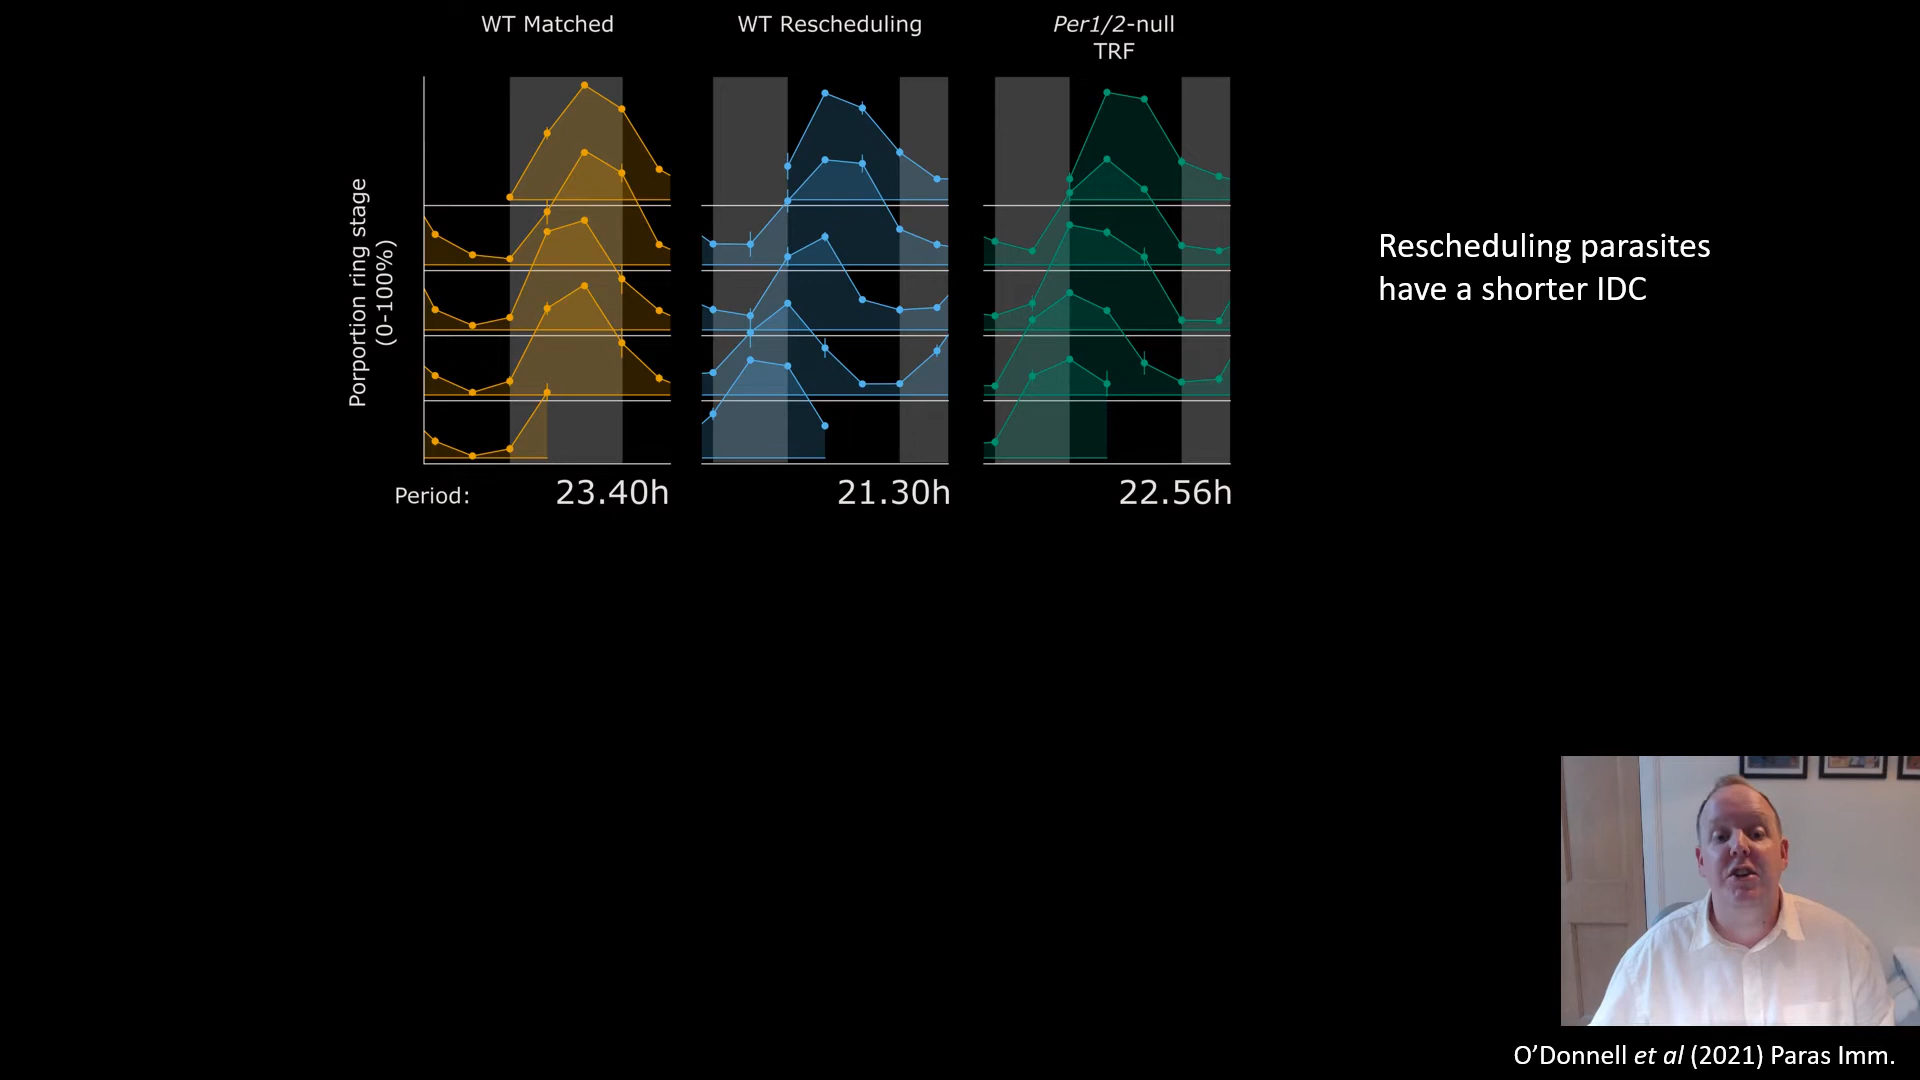 WT Matched
WT Rescheduling
Per1/2-null
TRF
Porportion ring stage
(0-100%)
Rescheduling parasites
have a shorter IDC
Period:
23.40h
21.30h
22.56h
O’Donnell et al (2021) Paras Imm.